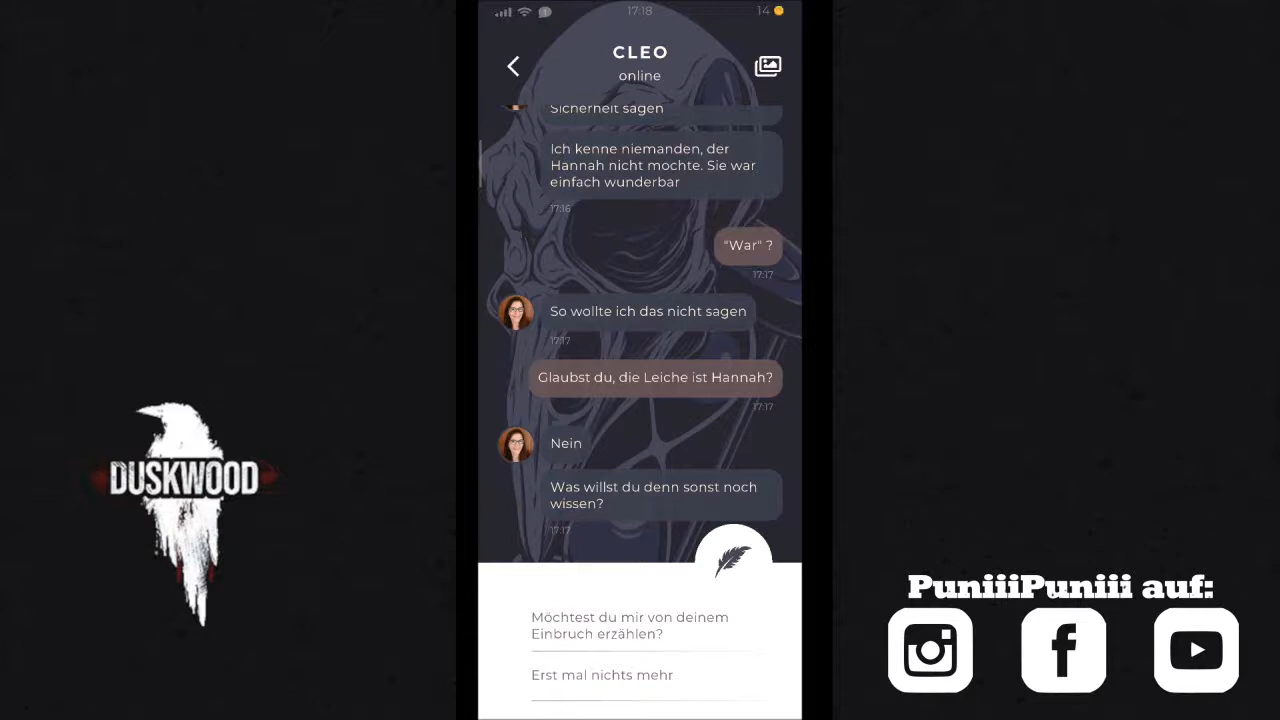 17:18
14
CLEO
online
Sicherheit sagen
Ich kenne niemanden, der
Hannah nicht mochte. Sie war
einfach wunderbar
17:16
"War" ?
17:17
So wollte ich das nicht sagen
17:17
Glaubst du, die Leiche ist Hannah?
17:17
Nein
Was willst du denn sonst noch
wissen?
17:17
Möchtest du mir von deinem
Einbruch erzählen?
Erst mal nichts mehr
DUSKWOOD
PuniiiPuniii auf: